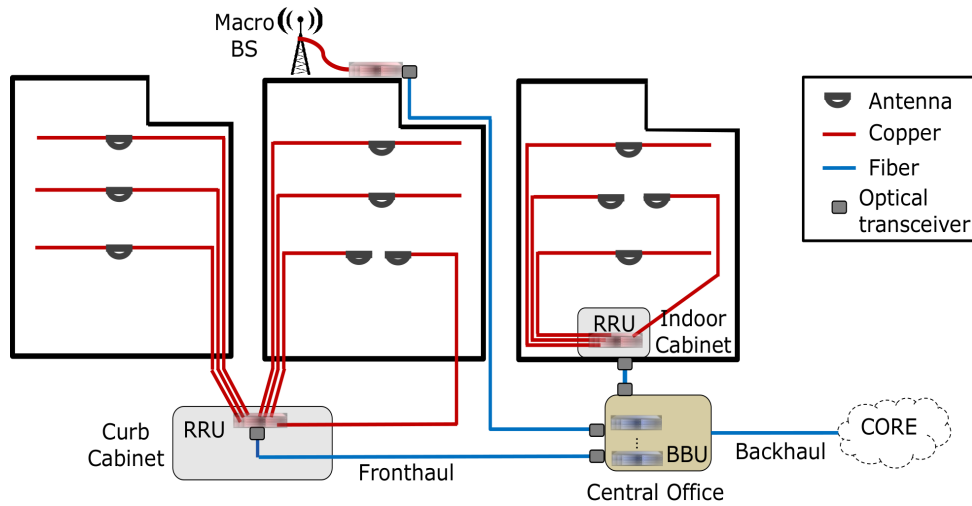 Macro
BS
Antenna
Copper
Fiber
Optical
transceiver
RRU
Indoor
Cabinet
Curb
Cabinet
RRU
Fronthaul
BBU
⋮
Central Office
Backhaul
CORE